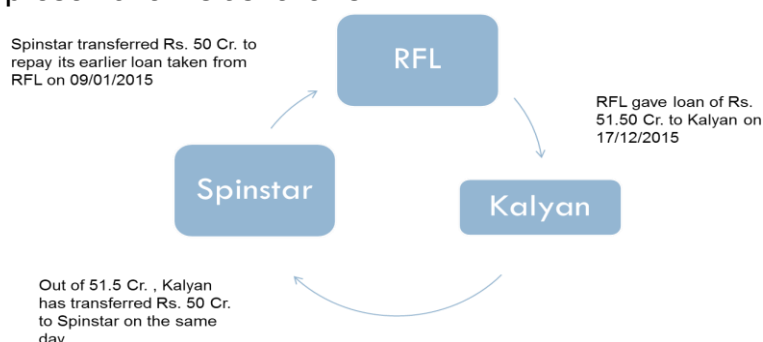 Spinstar transferred Rs. 50 Cr. to
repay its earlier loan taken from
RFL on 09/01/2015
RFL
RFL gave loan of Rs.
51.50 Cr. to Kalyan on
17/12/2015
Spinstar
Kalyan
Out of 51.5 Cr. , Kalyan
has transferred Rs. 50 Cr.
to Spinstar on the same
day